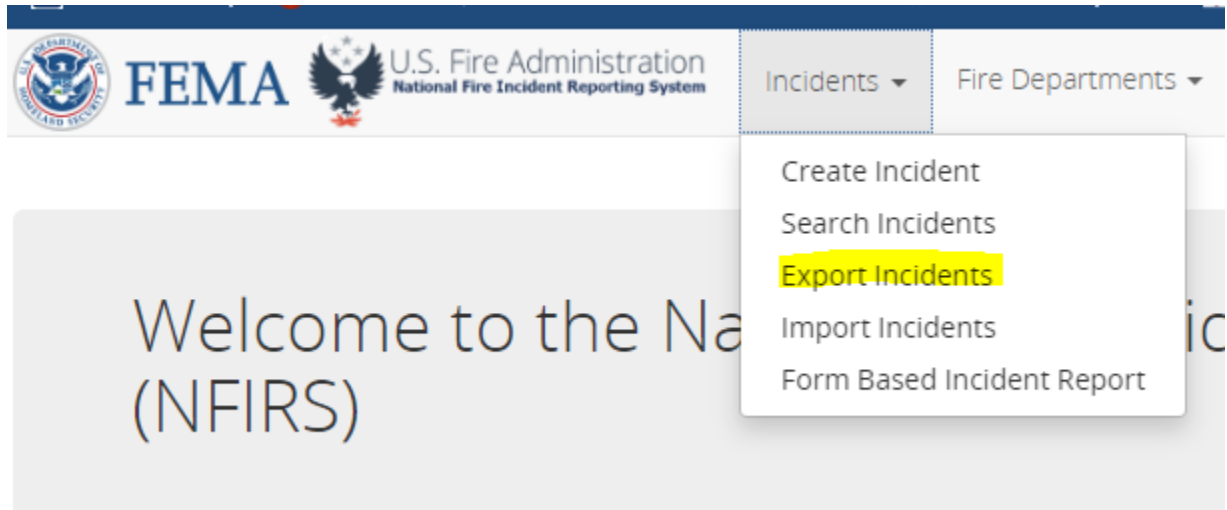 FEMA
U.S. Fire Administration
National Fire Incident Reporting System
Incidents
Fire Departments
Create Incident
Search Incidents
Export Incidents
Import Incidents
Form Based Incident Report
Welcome to the Na
(NFIRS)